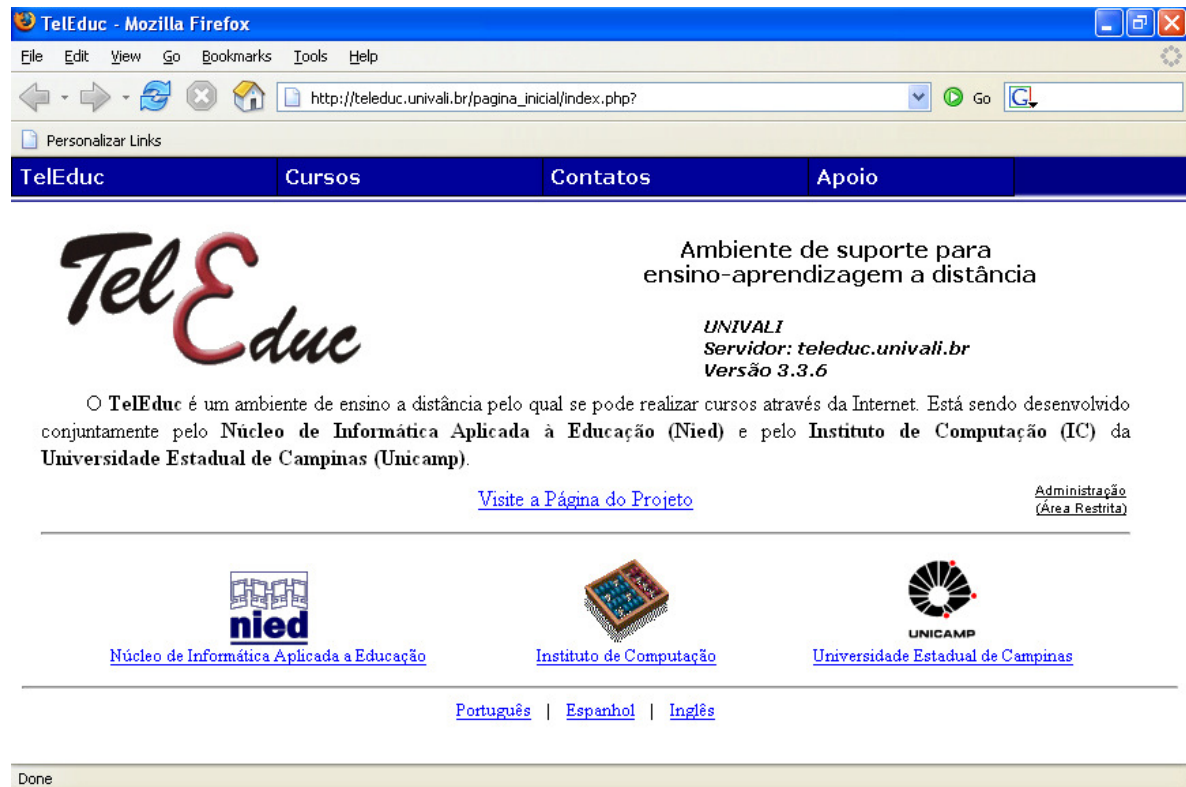 TelEduc - Mozilla Firefox
File Edit View Go Bookmarks Tools Help
http://teleduc.univali.br/pagina_inicial/index.php? Go G
Personalizar Links
TelEduc Cursos Contatos Apoio
TelEduc
Ambiente de suporte para
ensino-aprendizagem a distância
UNIVALI
Servidor: teleduc.univali.br
Versão 3.3.6
O TelEduc é um ambiente de ensino a distância pelo qual se pode realizar cursos através da Internet. Está sendo desenvolvido
conjuntamente pelo Núcleo de Informática Aplicada à Educação (Nied) e pelo Instituto de Computação (IC) da
Universidade Estadual de Campinas (Unicamp).
Visite a Página do Projeto
Administração
(Área Restrita)
nied
UNICAMP
Núcleo de Informática Aplicada a Educação Instituto de Computação Universidade Estadual de Campinas
Português | Espanhol | Inglês
Done